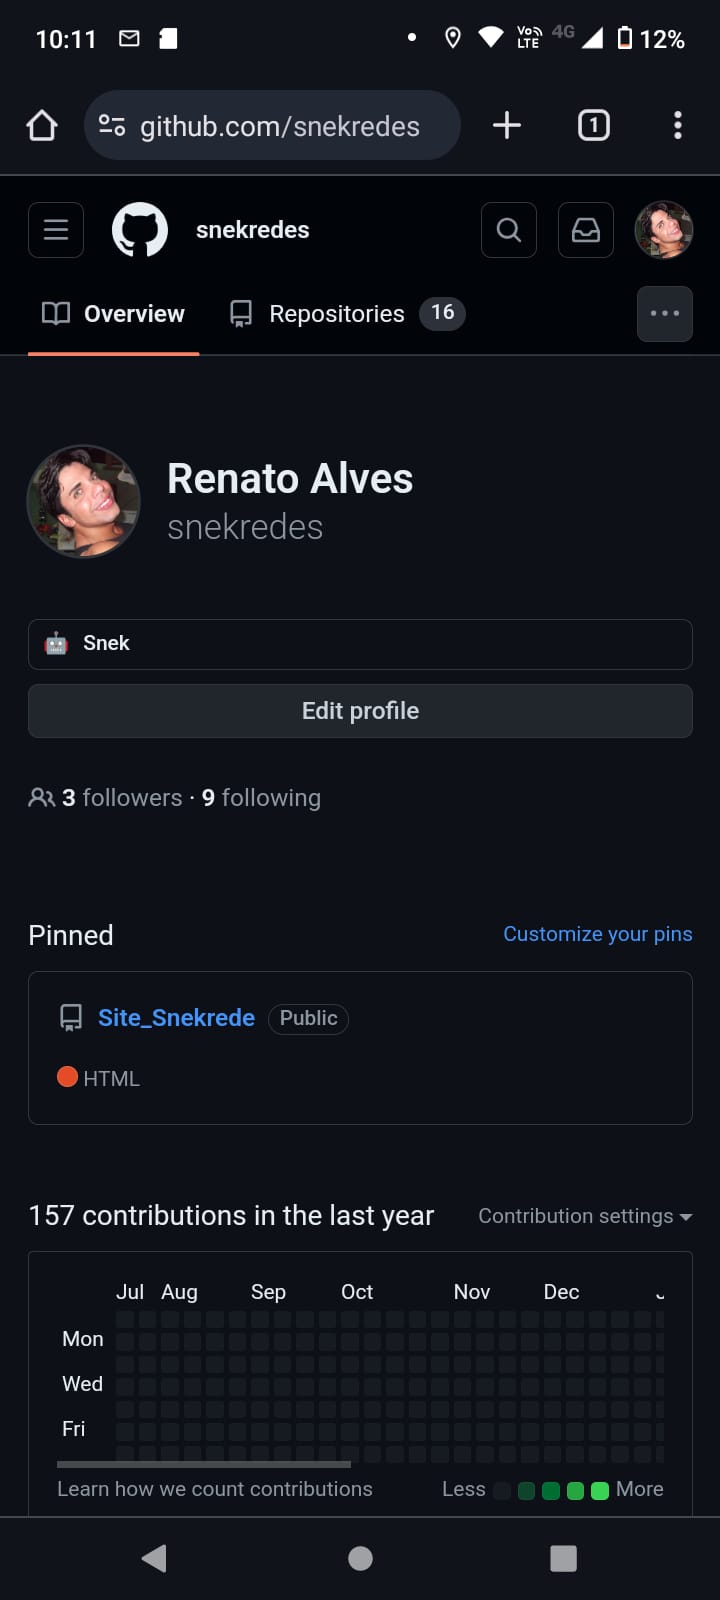 10:11 VoLTE 4G 12%
github.com/snekredes 1
snekredes
Overview Repositories 16
Renato Alves
snekredes
Snek
Edit profile
3 followers · 9 following
Pinned Customize your pins
Site_Snekrede Public
HTML
157 contributions in the last year Contribution settings
Jul Aug Sep Oct Nov Dec
Mon
Wed
Fri
Learn how we count contributions Less More